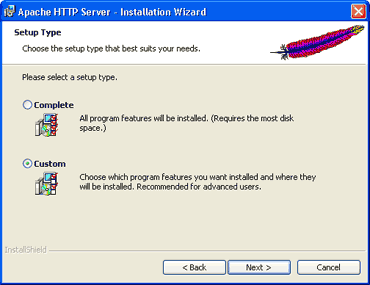 Apache HTTP Server - Installation Wizard
Setup Type
Choose the setup type that best suits your needs.
Please select a setup type.
Complete
All program features will be installed. (Requires the most disk
space.)
Custom
Choose which program features you want installed and where they
will be installed. Recommended for advanced users.
InstallShield
< Back
Next >
Cancel